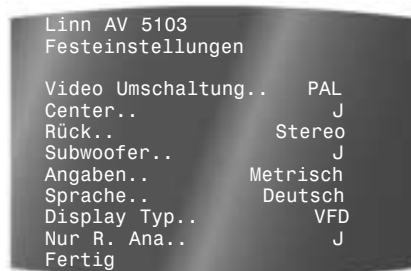 Linn AV 5103
Festeinstellungen
Video Umschaltung.. PAL
Center.. J
Rück.. Stereo
Subwoofer.. J
Angaben.. Metrisch
Sprache.. Deutsch
Display Typ.. VFD
Nur R. Ana.. J
Fertig